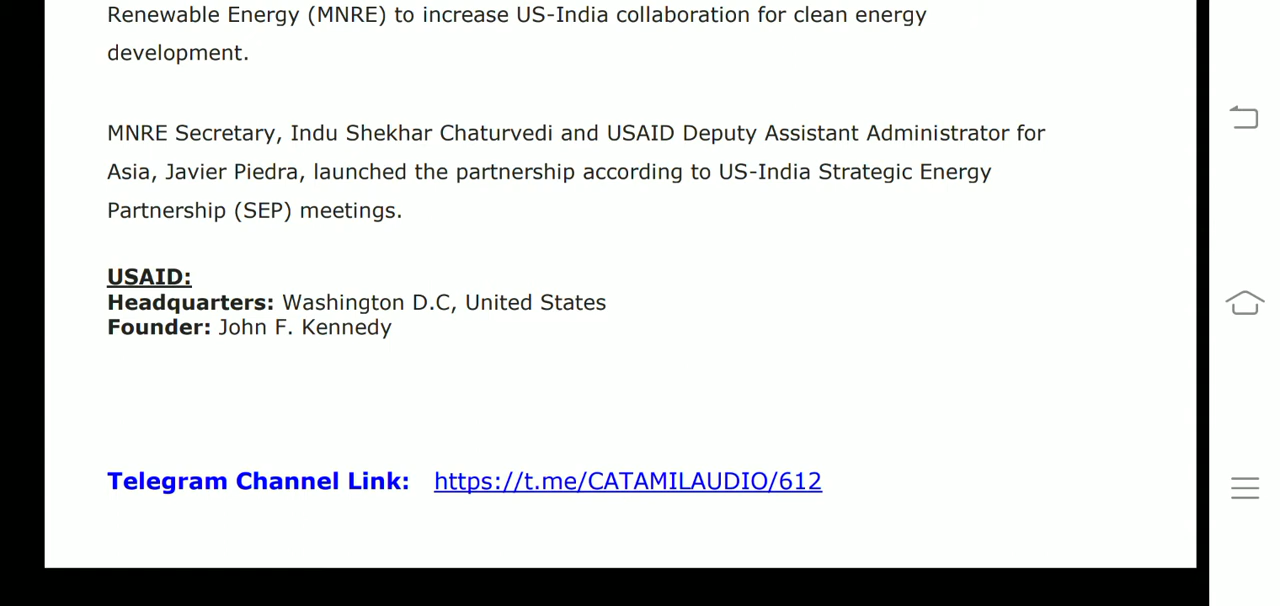 Renewable Energy (MNRE) to increase US-India collaboration for clean energy
development.
MNRE Secretary, Indu Shekhar Chaturvedi and USAID Deputy Assistant Administrator for
Asia, Javier Piedra, launched the partnership according to US-India Strategic Energy
Partnership (SEP) meetings.
USAID:
Headquarters: Washington D.C, United States
Founder: John F. Kennedy
Telegram Channel Link: https://t.me/CATAMILAUDIO/612